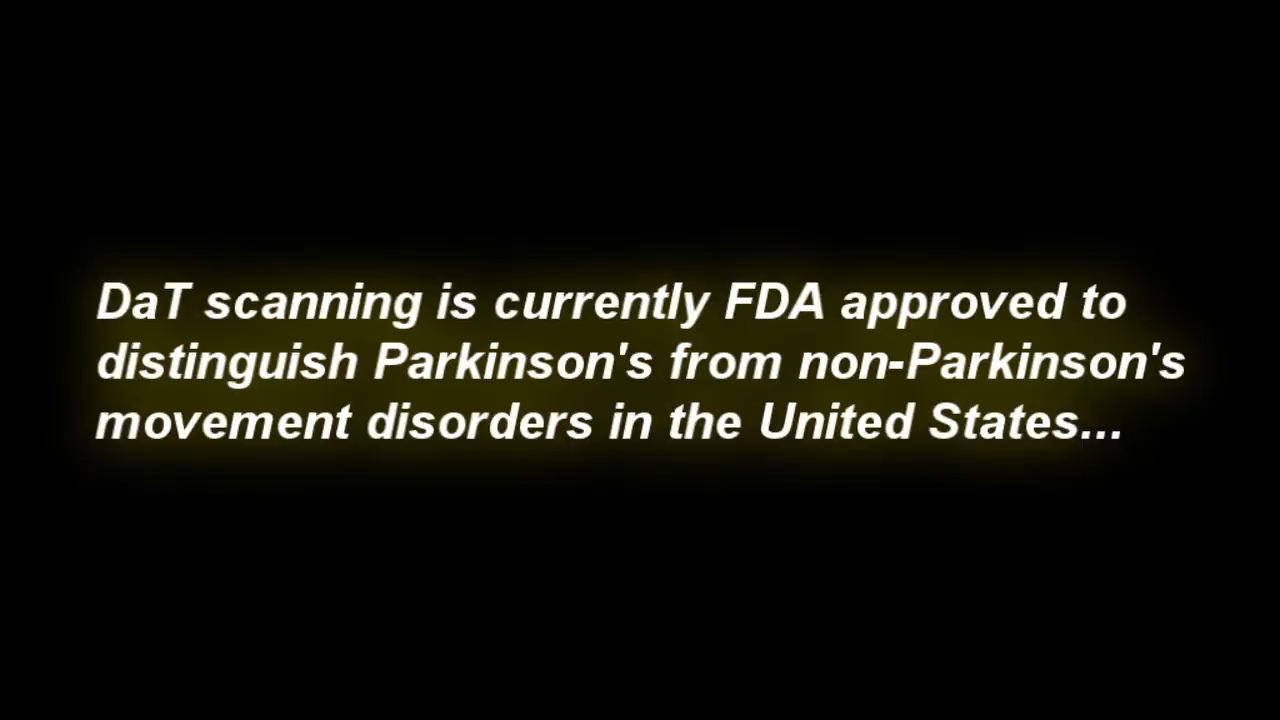 DaT scanning is currently FDA approved to
distinguish Parkinson's from non-Parkinson's
movement disorders in the United States...